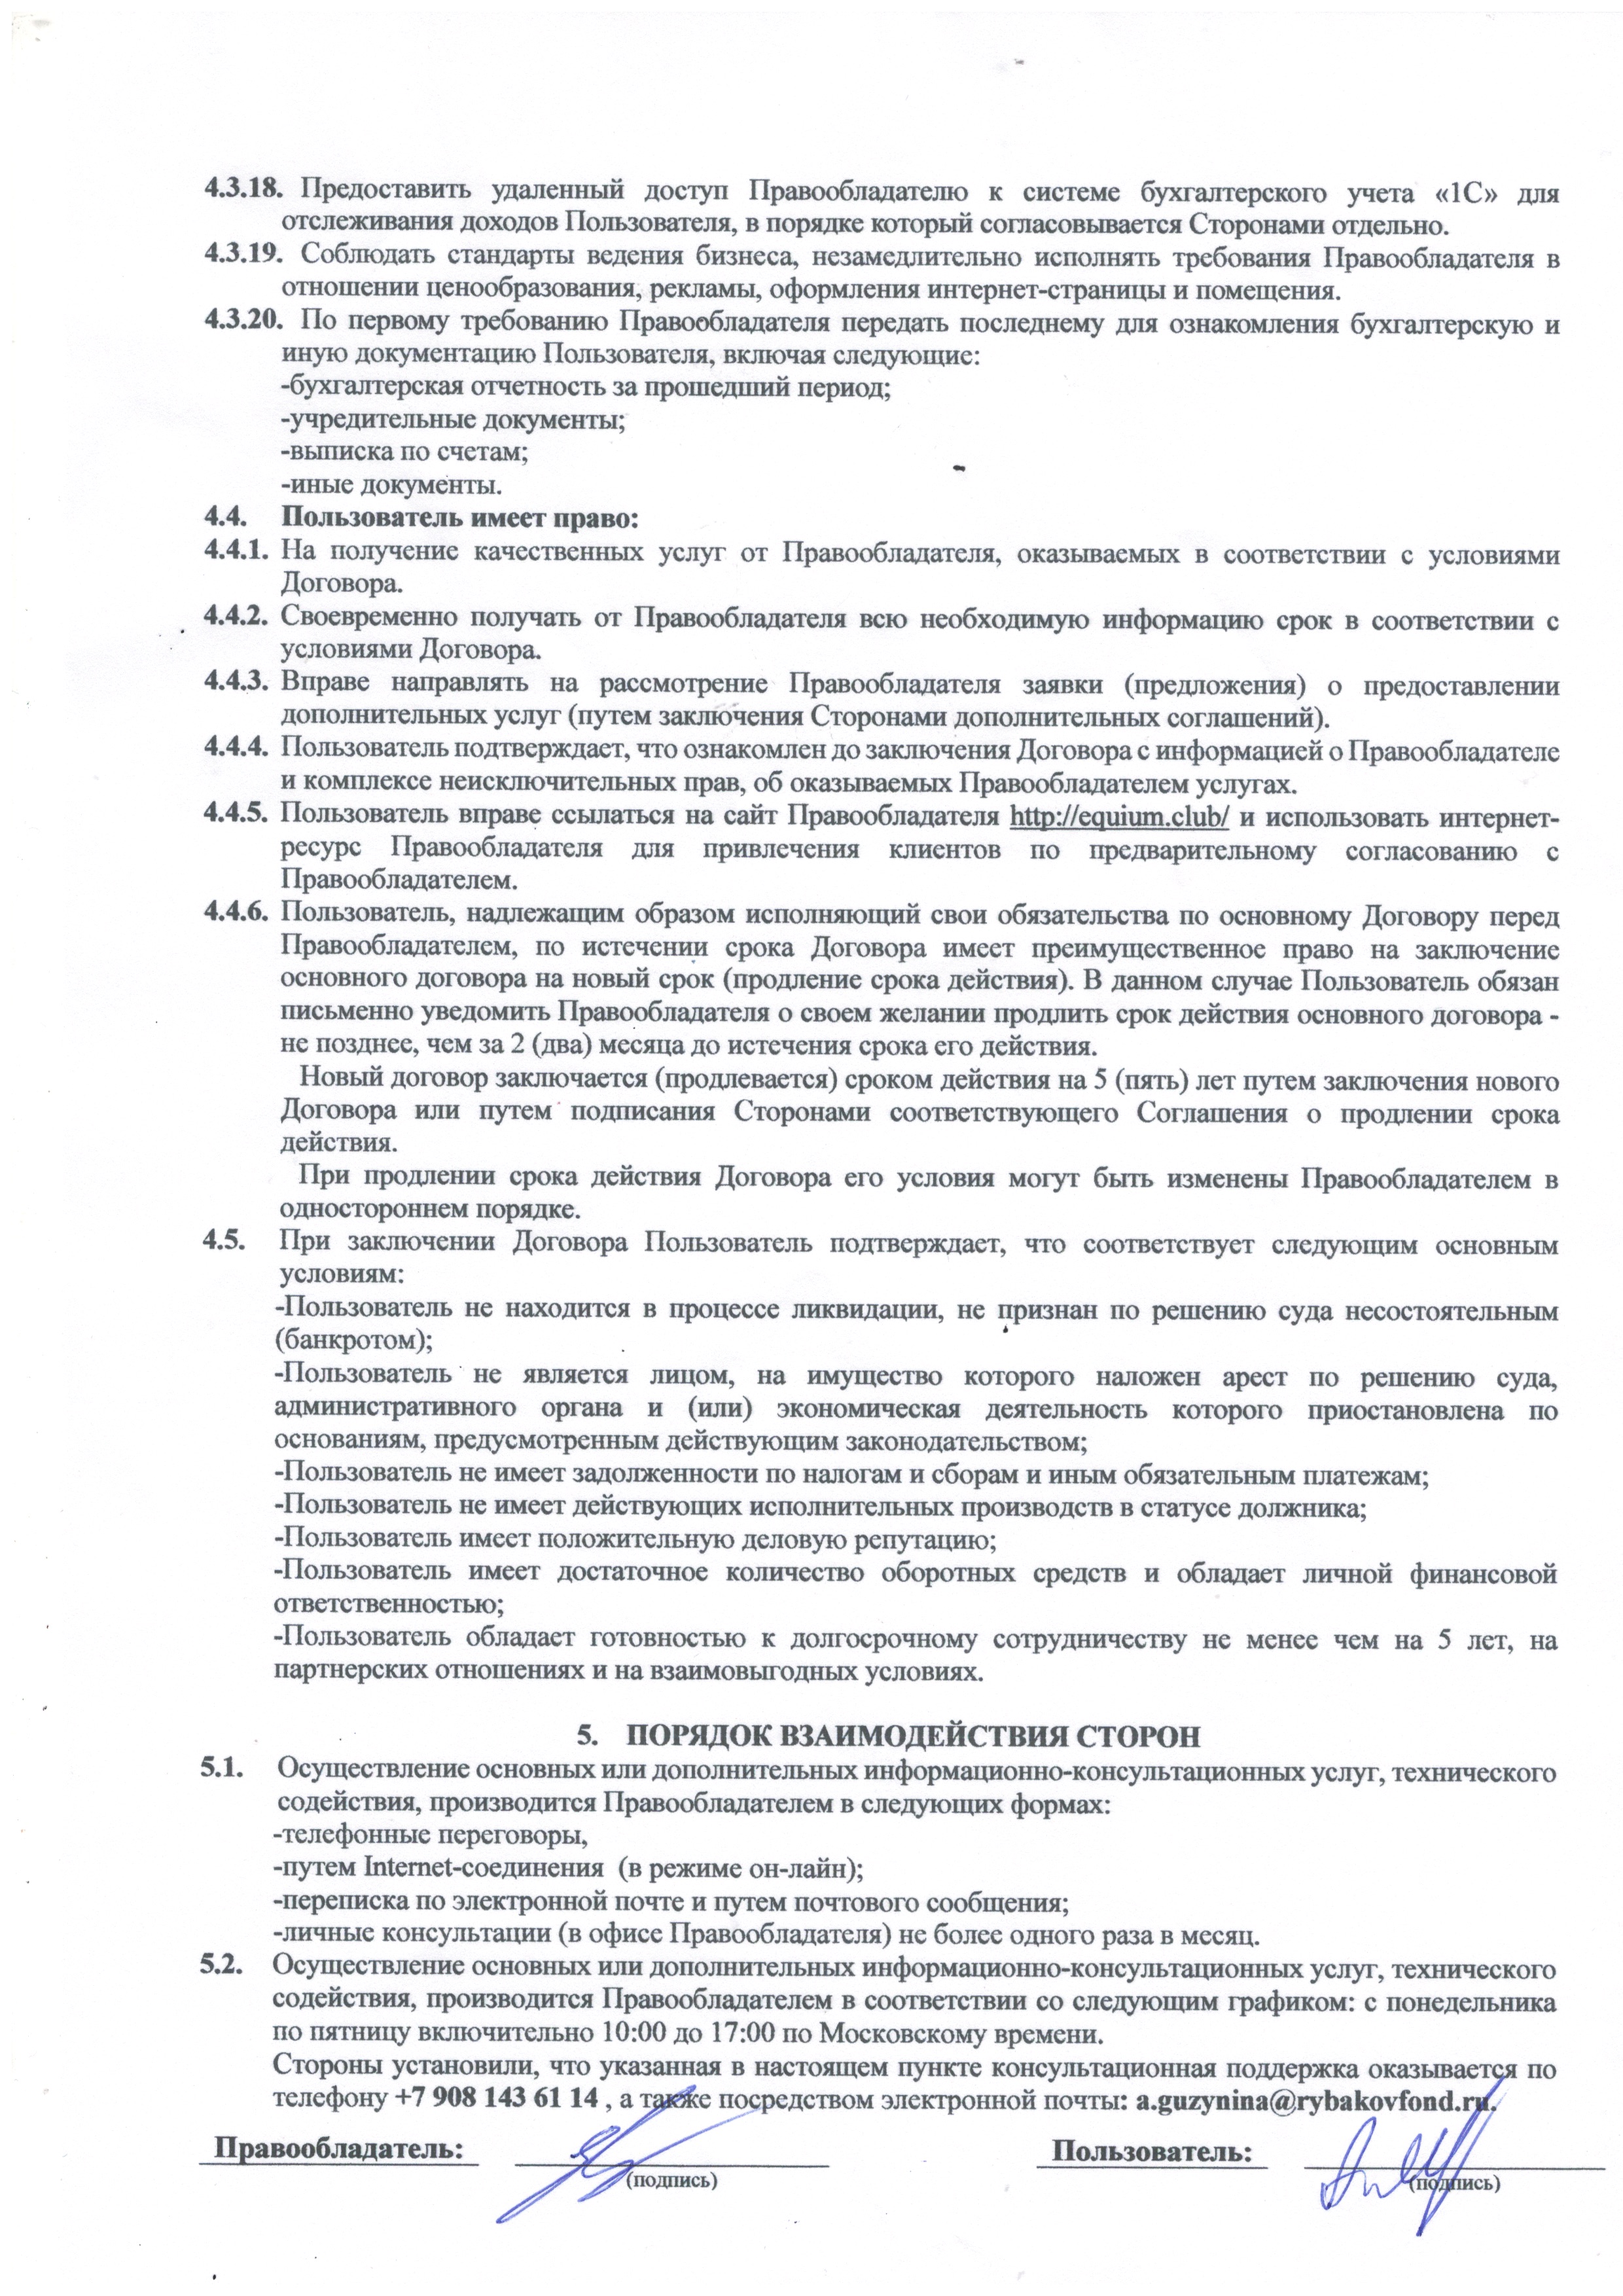 4.3.18. Предоставить удаленный доступ Правообладателю к системе бухгалтерского учета «1С» для
отслеживания доходов Пользователя, в порядке который согласовывается Сторонами отдельно.
4.3.19. Соблюдать стандарты ведения бизнеса, незамедлительно исполнять требования Правообладателя в
отношении ценообразования, рекламы, оформления интернет-страницы и помещения.
4.3.20. По первому требованию Правообладателя передать последнему для ознакомления бухгалтерскую и
иную документацию Пользователя, включая следующие:
-бухгалтерская отчетность за прошедший период;
-учредительные документы;
-выписка по счетам;
-иные документы.
4.4. Пользователь имеет право:
4.4.1. На получение качественных услуг от Правообладателя, оказываемых в соответствии с условиями
Договора.
4.4.2. Своевременно получать от Правообладателя всю необходимую информацию срок в соответствии с
условиями Договора.
4.4.3. Вправе направлять на рассмотрение Правообладателя заявки (предложения) о предоставлении
дополнительных услуг (путем заключения Сторонами дополнительных соглашений).
4.4.4. Пользователь подтверждает, что ознакомлен до заключения Договора с информацией о Правообладателе
и комплексе неисключительных прав, об оказываемых Правообладателем услугах.
4.4.5. Пользователь вправе ссылаться на сайт Правообладателя http://equium.club/ и использовать интернет-
ресурс Правообладателя для привлечения клиентов по предварительному согласованию с
Правообладателем.
4.4.6. Пользователь, надлежащим образом исполняющий свои обязательства по основному Договору перед
Правообладателем, по истечении срока Договора имеет преимущественное право на заключение
основного договора на новый срок (продление срока действия). В данном случае Пользователь обязан
письменно уведомить Правообладателя о своем желании продлить срок действия основного договора -
не позднее, чем за 2 (два) месяца до истечения срока его действия.
Новый договор заключается (продлевается) сроком действия на 5 (пять) лет путем заключения нового
Договора или путем подписания Сторонами соответствующего Соглашения о продлении срока
действия.
При продлении срока действия Договора его условия могут быть изменены Правообладателем в
одностороннем порядке.
4.5. При заключении Договора Пользователь подтверждает, что соответствует следующим основным
условиям:
-Пользователь не находится в процессе ликвидации, не признан по решению суда несостоятельным
(банкротом);
-Пользователь не является лицом, на имущество которого наложен арест по решению суда,
административного органа и (или) экономическая деятельность которого приостановлена по
основаниям, предусмотренным действующим законодательством;
-Пользователь не имеет задолженности по налогам и сборам и иным обязательным платежам;
-Пользователь не имеет действующих исполнительных производств в статусе должника;
-Пользователь имеет положительную деловую репутацию;
-Пользователь имеет достаточное количество оборотных средств и обладает личной финансовой
ответственностью;
-Пользователь обладает готовностью к долгосрочному сотрудничеству не менее чем на 5 лет, на
партнерских отношениях и на взаимовыгодных условиях.
5. ПОРЯДОК ВЗАИМОДЕЙСТВИЯ СТОРОН
5.1. Осуществление основных или дополнительных информационно-консультационных услуг, технического
содействия, производится Правообладателем в следующих формах:
-телефонные переговоры,
-путем Internet-соединения (в режиме он-лайн);
-переписка по электронной почте и путем почтового сообщения;
-личные консультации (в офисе Правообладателя) не более одного раза в месяц.
5.2. Осуществление основных или дополнительных информационно-консультационных услуг, технического
содействия, производится Правообладателем в соответствии со следующим графиком: с понедельника
по пятницу включительно 10:00 до 17:00 по Московскому времени.
Стороны установили, что указанная в настоящем пункте консультационная поддержка оказывается по
телефону +7 908 143 61 14 , а также посредством электронной почты: a.guzynina@rybakovfond.ru.
Правообладатель: Пользователь:
(подпись) (подпись)